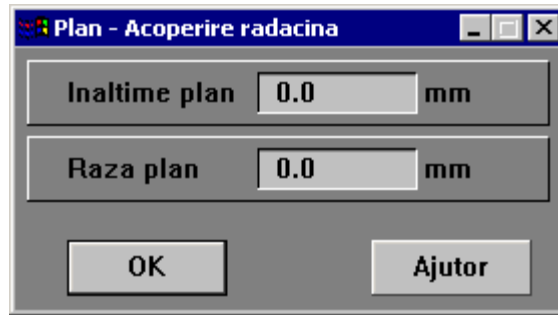 Plan - Acoperire radacina
Inaltime plan 0.0 mm
Raza plan 0.0 mm
OK Ajutor